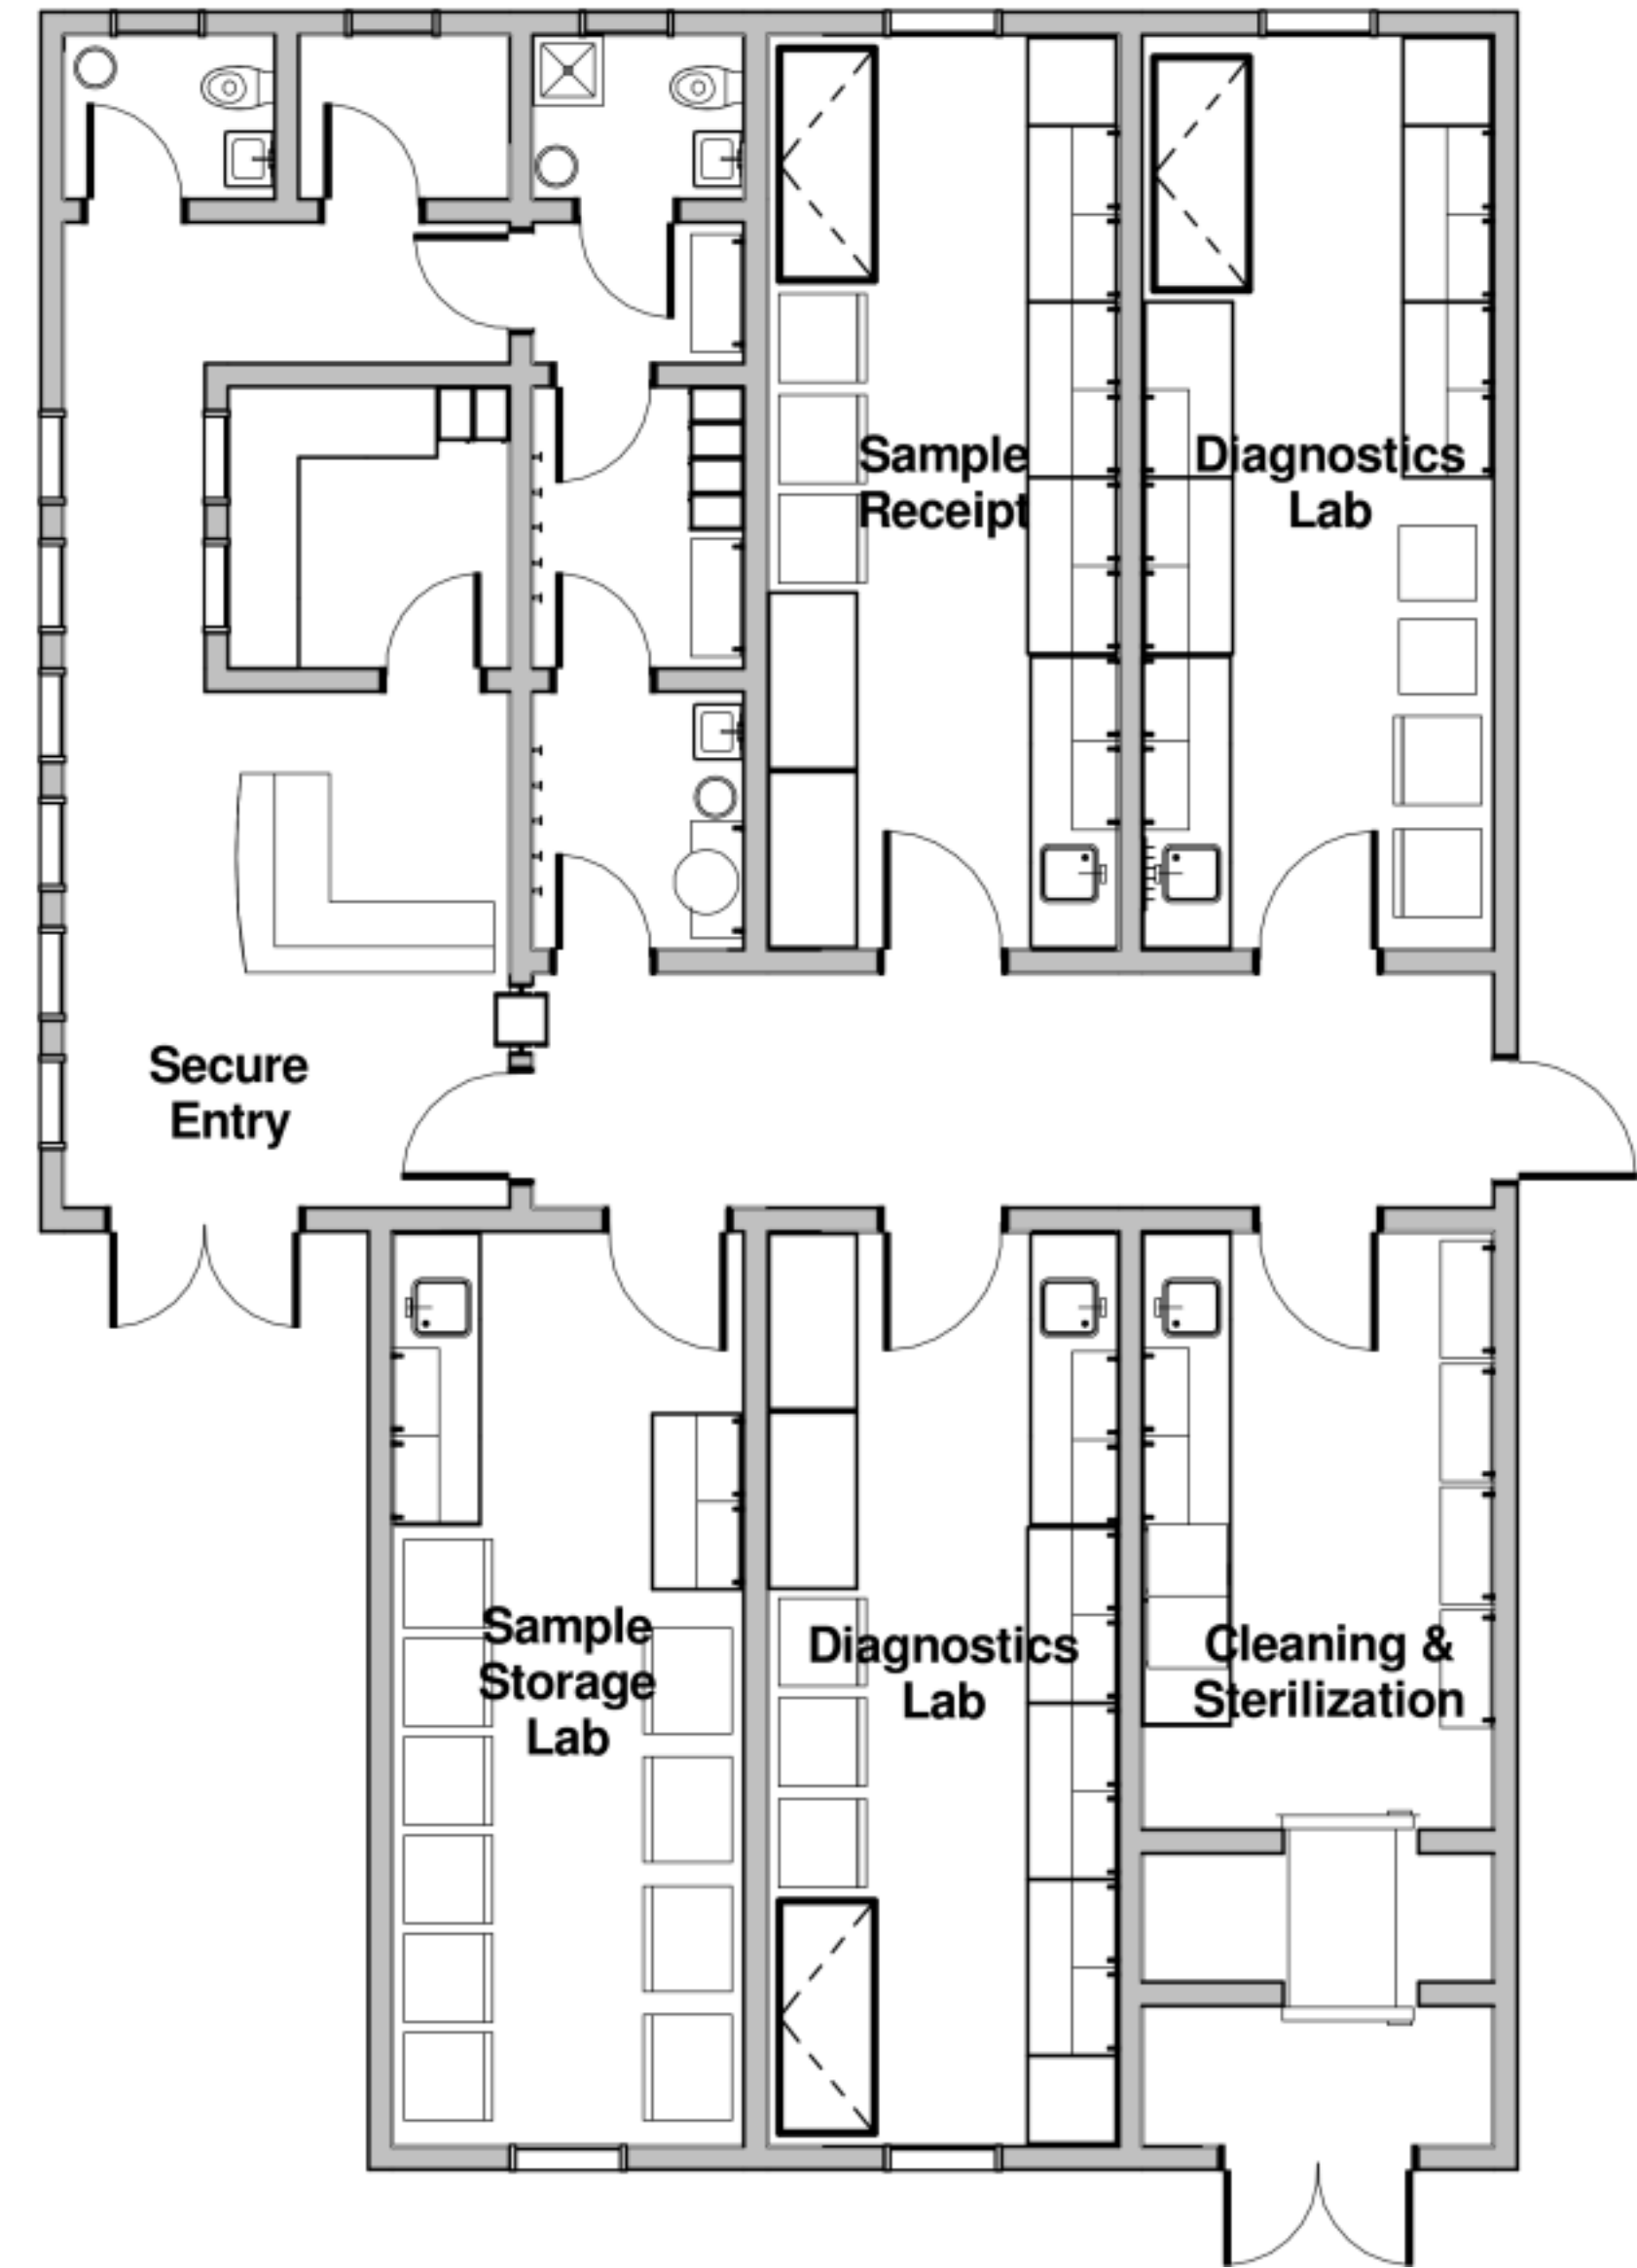 Sample
Receipt
Diagnostics
Lab
Secure
Entry
Sample
Storage
Lab
Diagnostics
Lab
Cleaning &
Sterilization